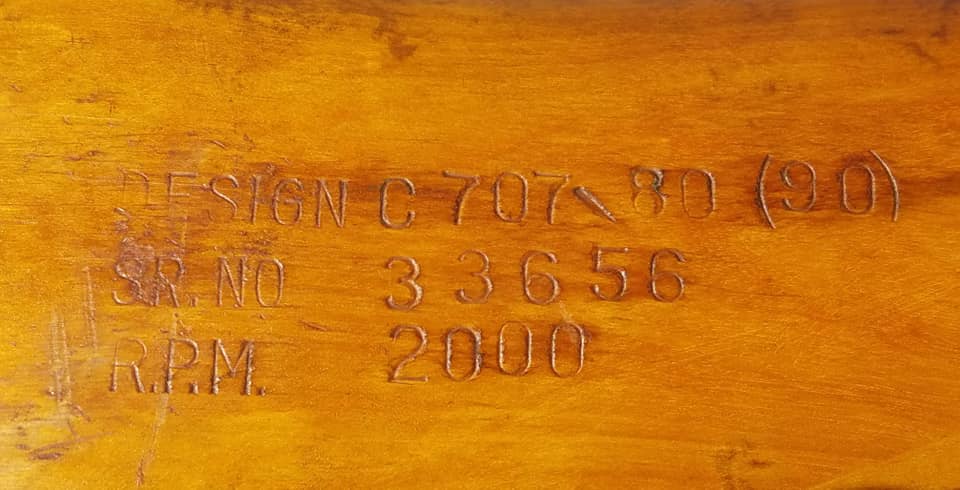 DESIGN C 707\80 (90)
SR. NO 33656
R.P.M. 2000